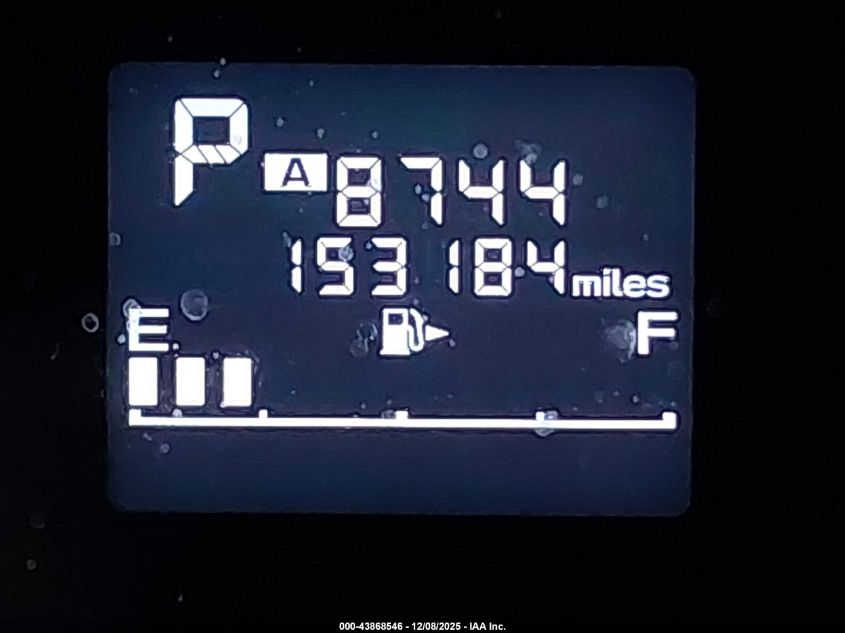 P A 8744
153184 miles
E F
000-43868546 - 12/08/2025 - IAA Inc.